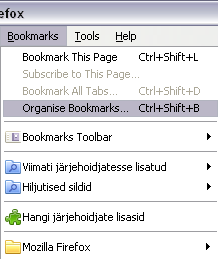 efox
Bookmarks Tools Help
Bookmark This Page Ctrl+Shift+L
Subscribe to This Page...
Bookmark All Tabs... Ctrl+Shift+D
Organise Bookmarks... Ctrl+Shift+B
Bookmarks Toolbar
Viimati järjehoidjatesse lisatud
Hiljutised sildid
Hangi järjehoidjate lisasid
Mozilla Firefox